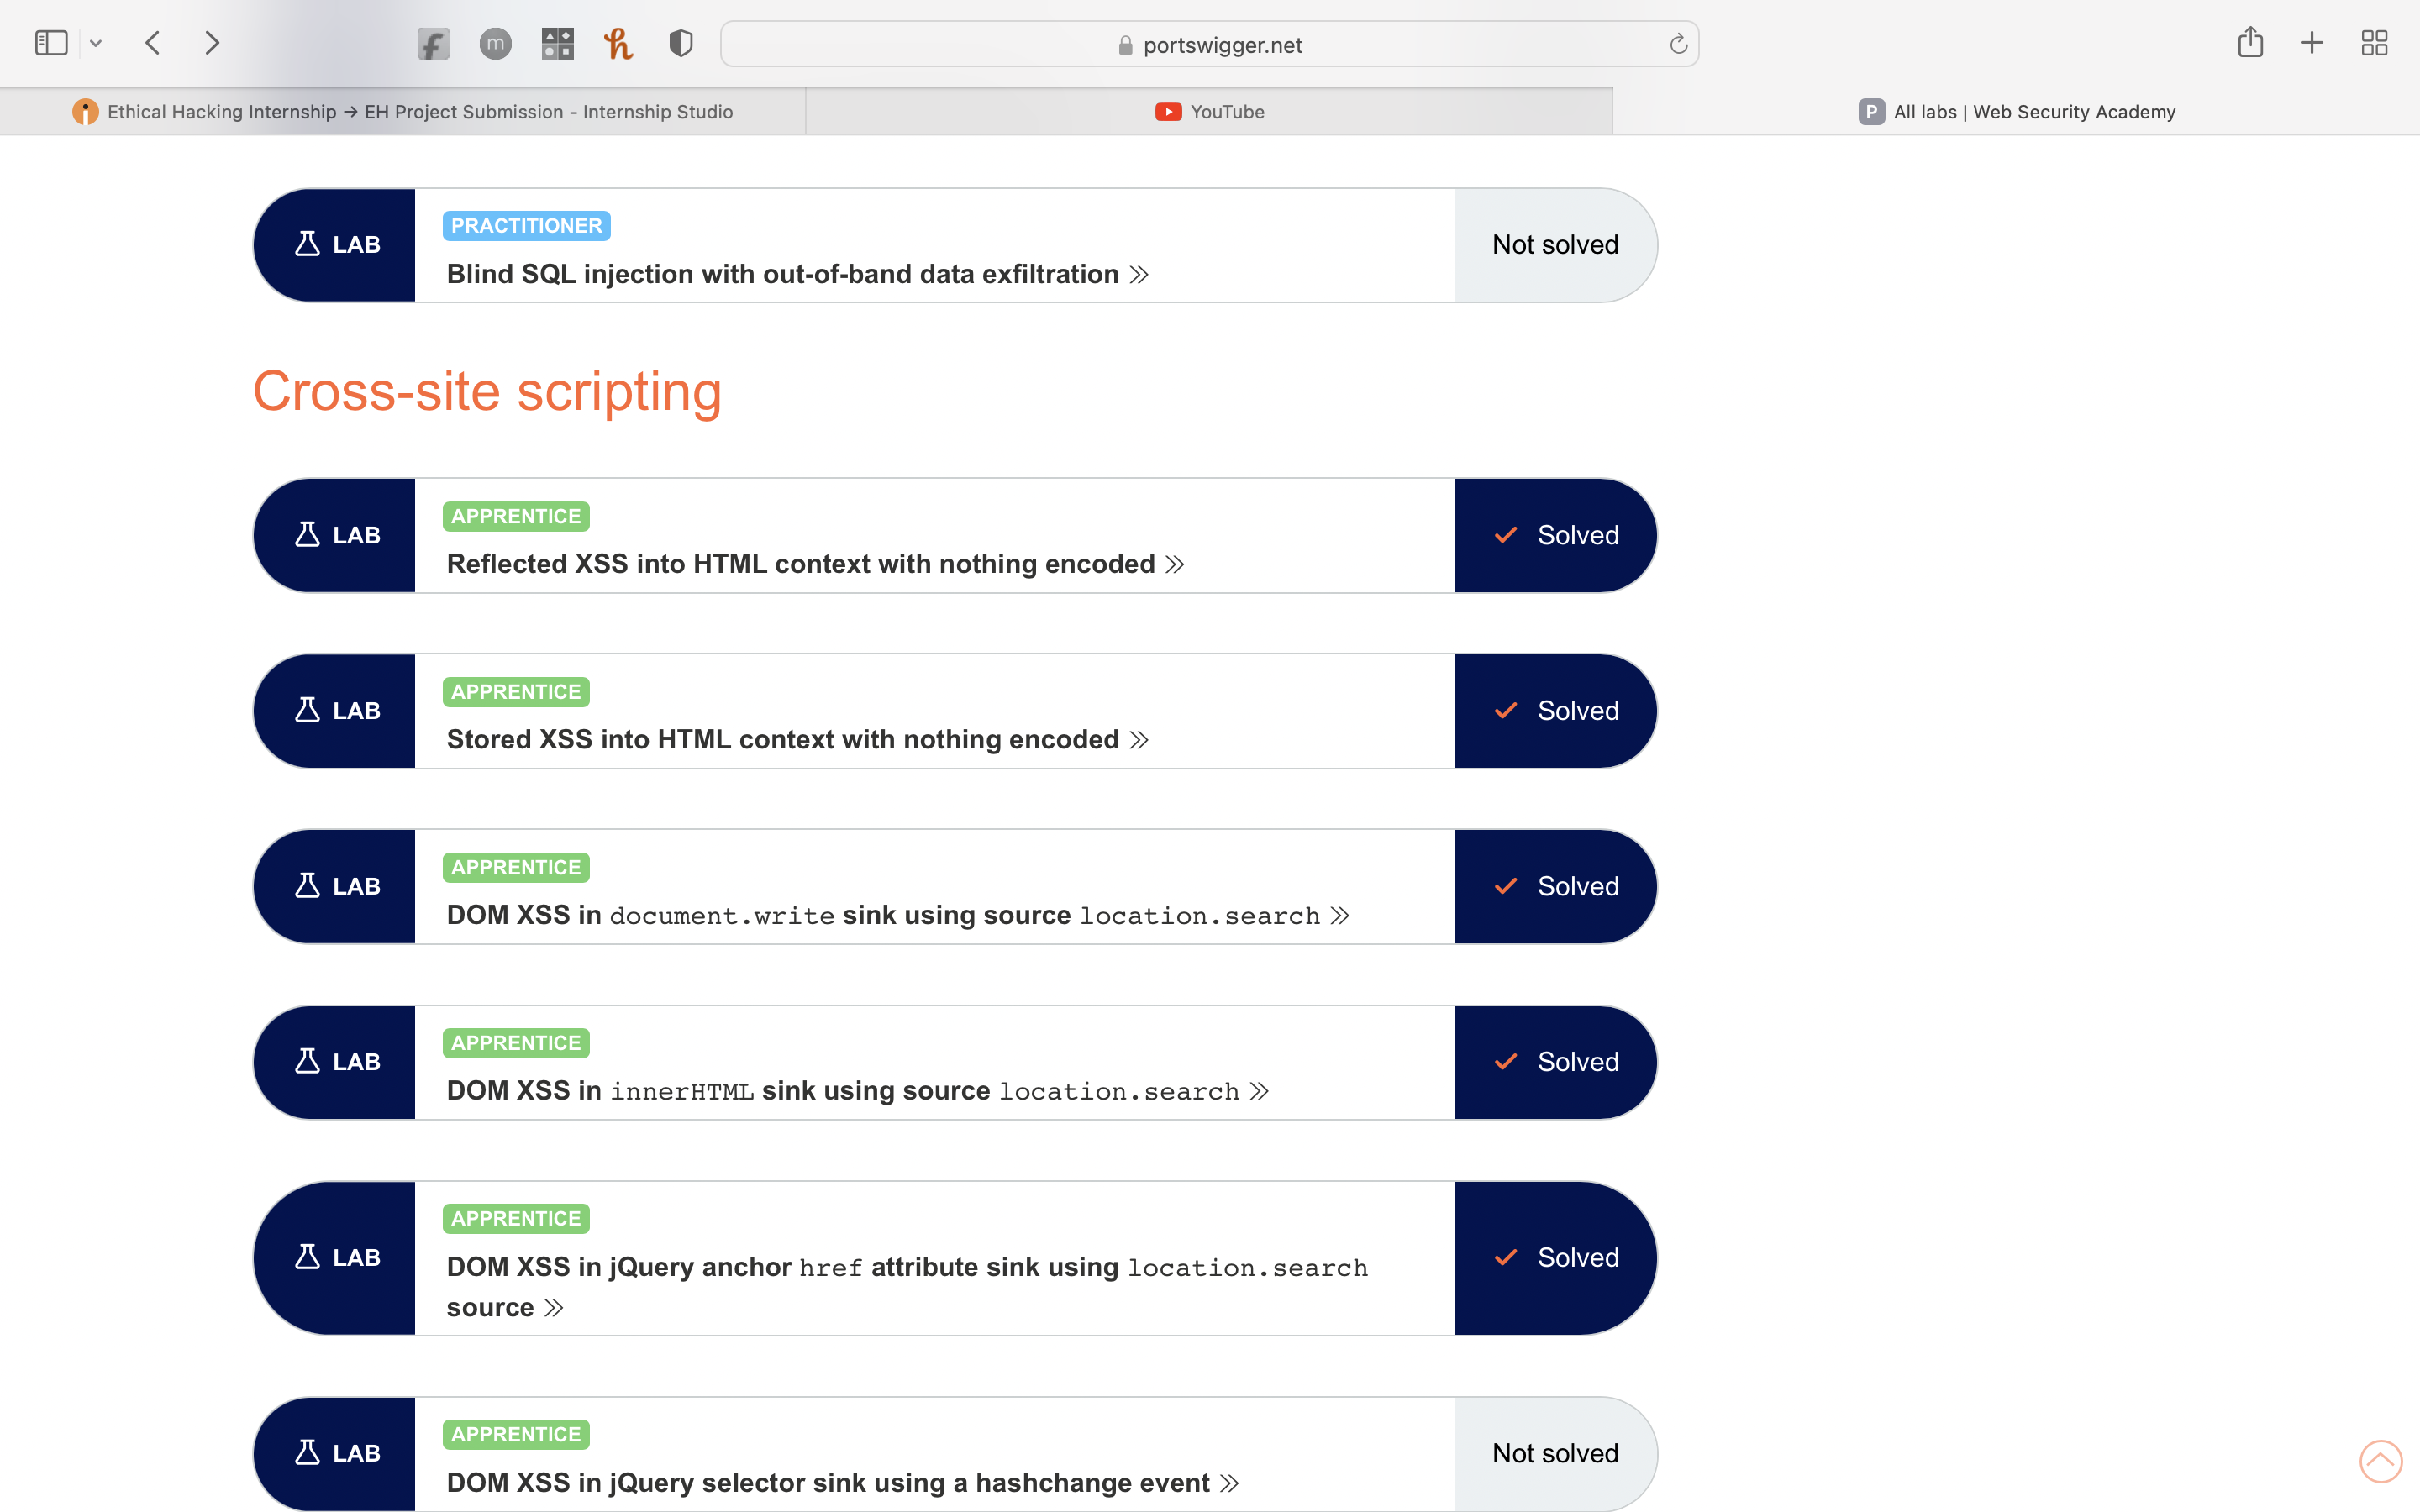 portswigger.net
Ethical Hacking Internship → EH Project Submission - Internship Studio
YouTube
P All labs | Web Security Academy
LAB
PRACTITIONER
Blind SQL injection with out-of-band data exfiltration
Not solved
Cross-site scripting
LAB
APPRENTICE
Reflected XSS into HTML context with nothing encoded
Solved
LAB
APPRENTICE
Stored XSS into HTML context with nothing encoded
Solved
LAB
APPRENTICE
DOM XSS in document.write sink using source location.search
Solved
LAB
APPRENTICE
DOM XSS in innerHTML sink using source location.search
Solved
LAB
APPRENTICE
DOM XSS in jQuery anchor href attribute sink using location.search
source
Solved
LAB
APPRENTICE
DOM XSS in jQuery selector sink using a hashchange event
Not solved